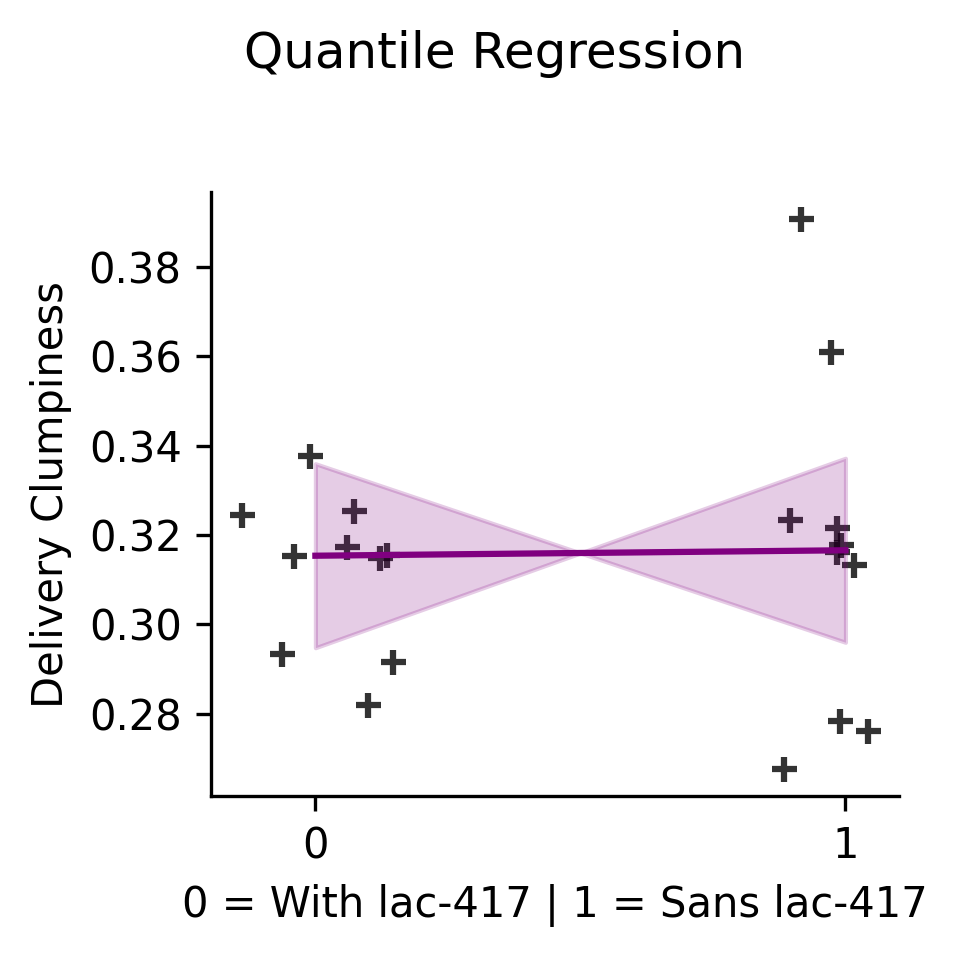 Quantile Regression
Delivery Clumpiness
0.38
0.36
0.34
0.32
0.30
0.28
0
1
0 = With lac-417 | 1 = Sans lac-417